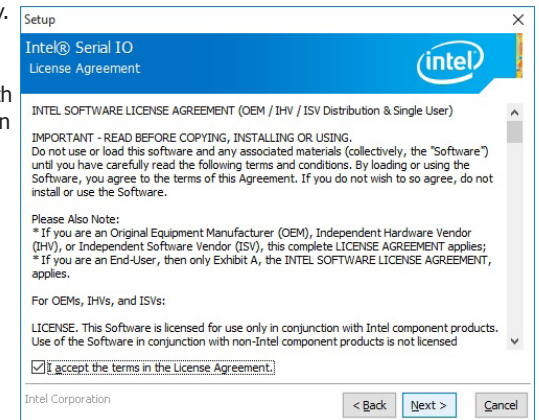 y.
th
n
Setup
Intel® Serial IO
License Agreement
intel
INTEL SOFTWARE LICENSE AGREEMENT (OEM / IHV / ISV Distribution & Single User)
IMPORTANT - READ BEFORE COPYING, INSTALLING OR USING.
Do not use or load this software and any associated materials (collectively, the "Software")
until you have carefully read the following terms and conditions. By loading or using the
Software, you agree to the terms of this Agreement. If you do not wish to so agree, do not
install or use the Software.
Please Also Note:
* If you are an Original Equipment Manufacturer (OEM), Independent Hardware Vendor
(IHV), or Independent Software Vendor (ISV), this complete LICENSE AGREEMENT applies;
* If you are an End-User, then only Exhibit A, the INTEL SOFTWARE LICENSE AGREEMENT,
applies.
For OEMs, IHVs, and ISVs:
LICENSE. This Software is licensed for use only in conjunction with Intel component products.
Use of the Software in conjunction with non-Intel component products is not licensed
I accept the terms in the License Agreement.
Intel Corporation
< Back Next > Cancel